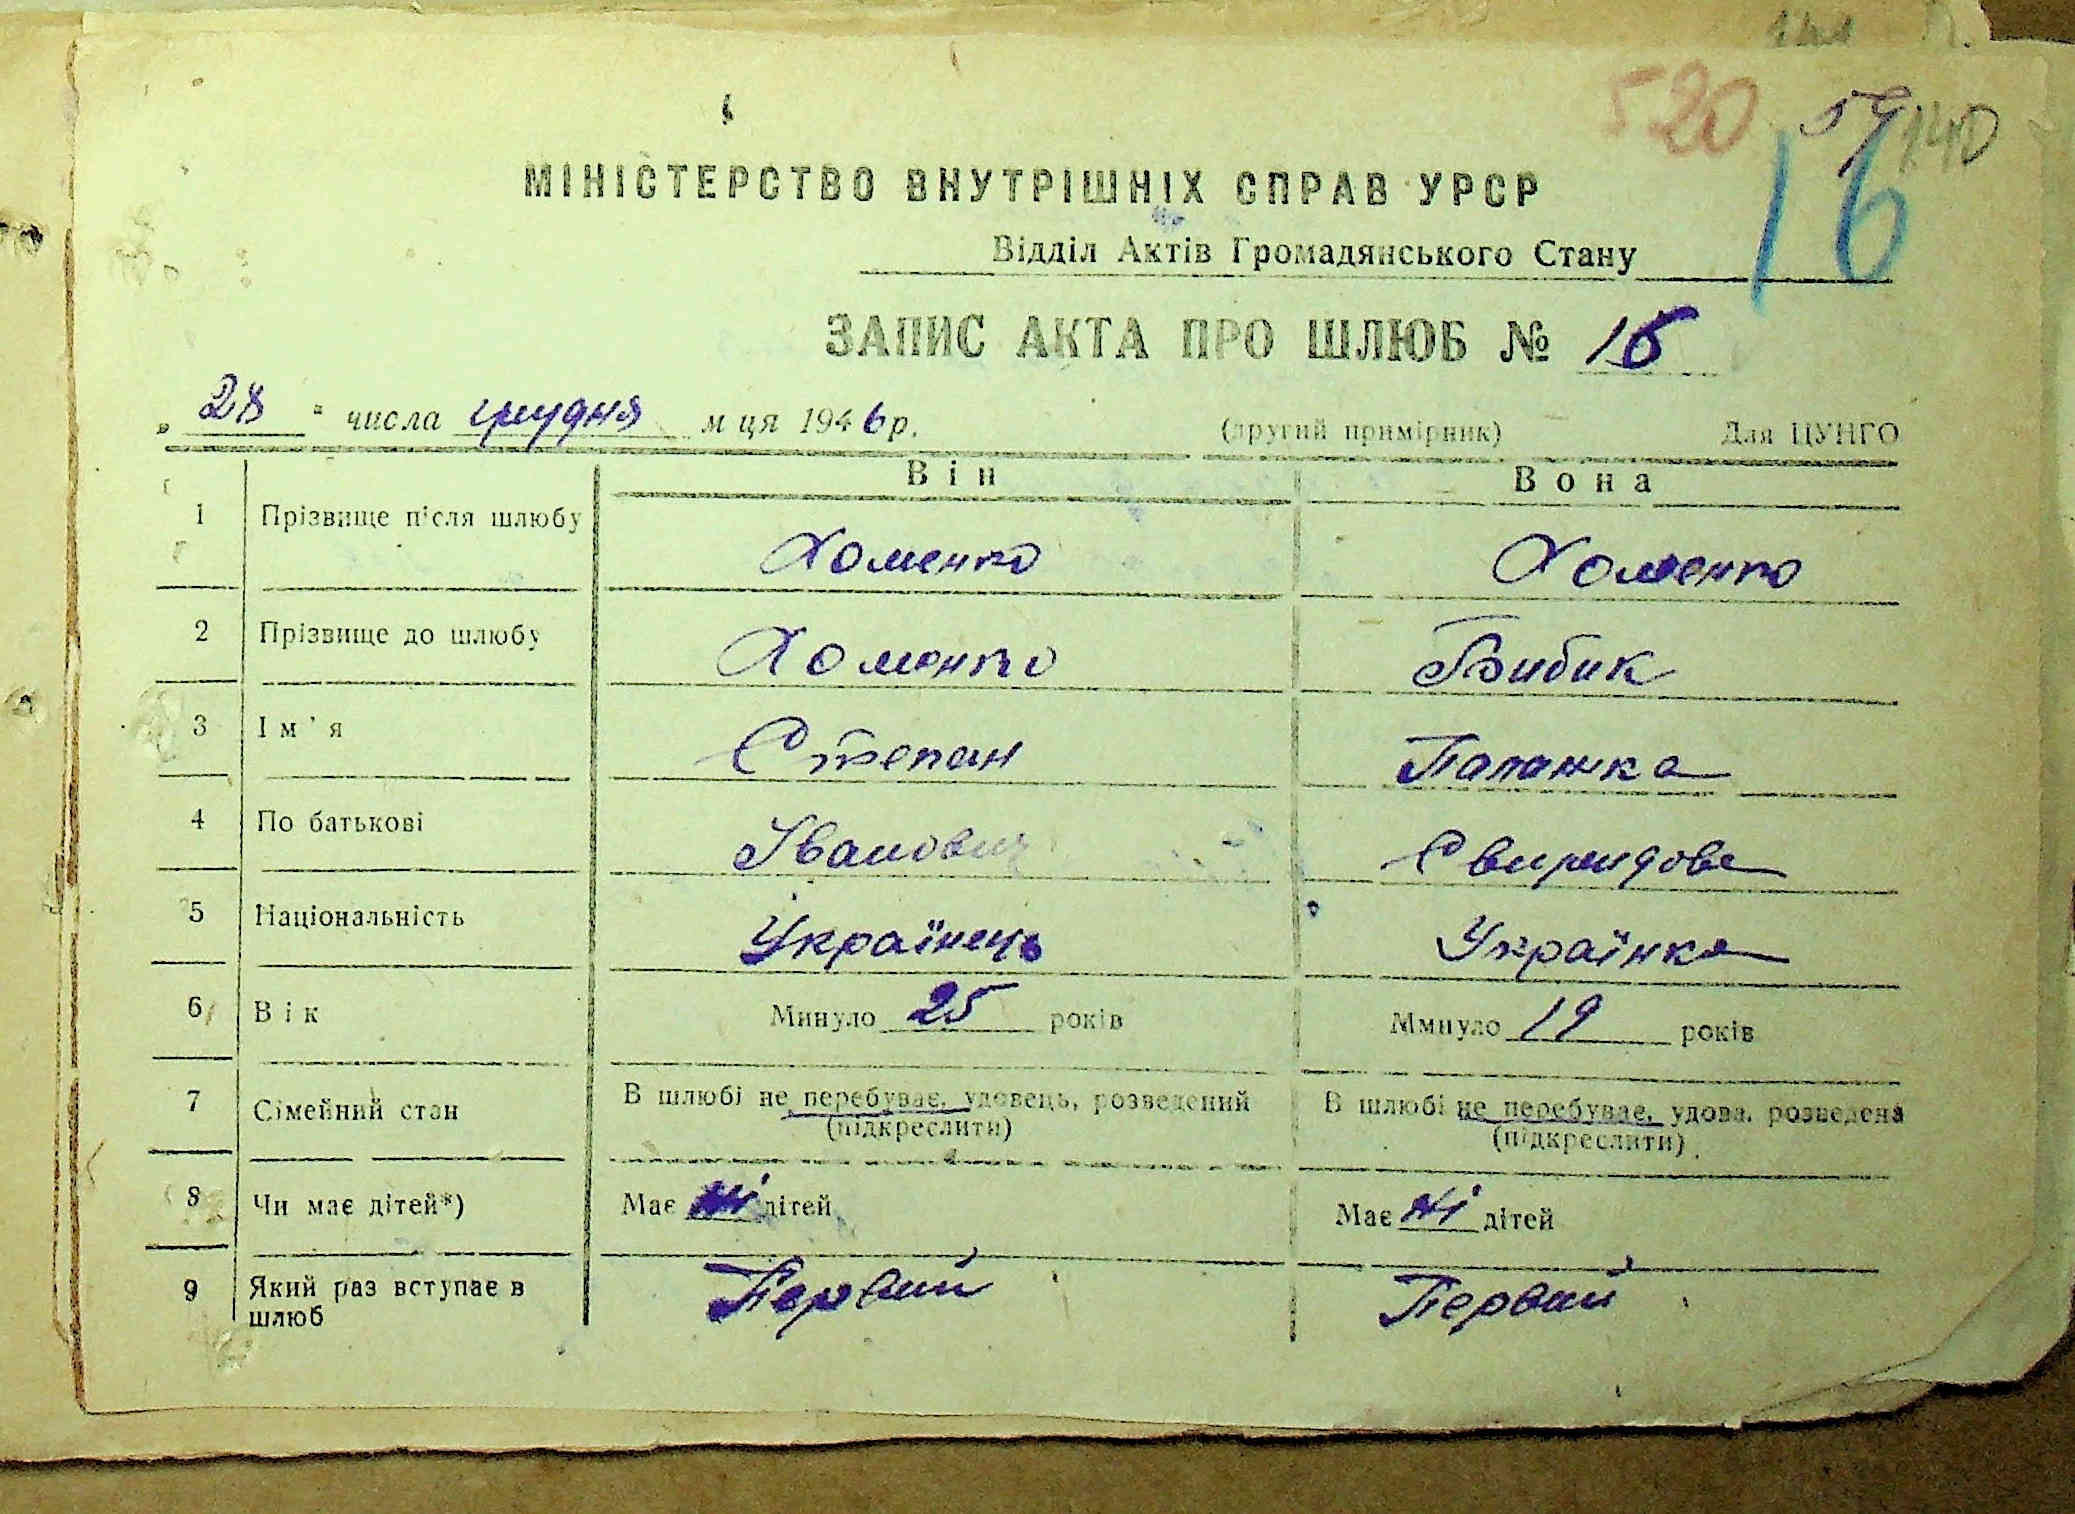 520 59 140
16
МІНІСТЕРСТВО ВНУТРІШНІХ СПРАВ УРСР
Відділ Актів Громадянського Стану
ЗАПИС АКТА ПРО ШЛЮБ № 16
„ 28 " числа грудня м ця 1946 р. (другий примірник) Для ЦУНГО
Він Вона
1 Прізвище після шлюбу Хоменко Хоменко
2 Прізвище до шлюбу Хоменко Бибик
3 Ім'я Степан Палажка
4 По батькові Іванович Свиридова
5 Національність Українець Українка
6 Вік Минуло 25 років Минуло 19 років
7 Сімейний стан В шлюбі не перебуває, удовець, розведений В шлюбі не перебуває, удова, розведена
(підкреслити) (підкреслити)
8 Чи має дітей*) Має ні дітей Має ні дітей
9 Який раз вступає в шлюб Первий Первий